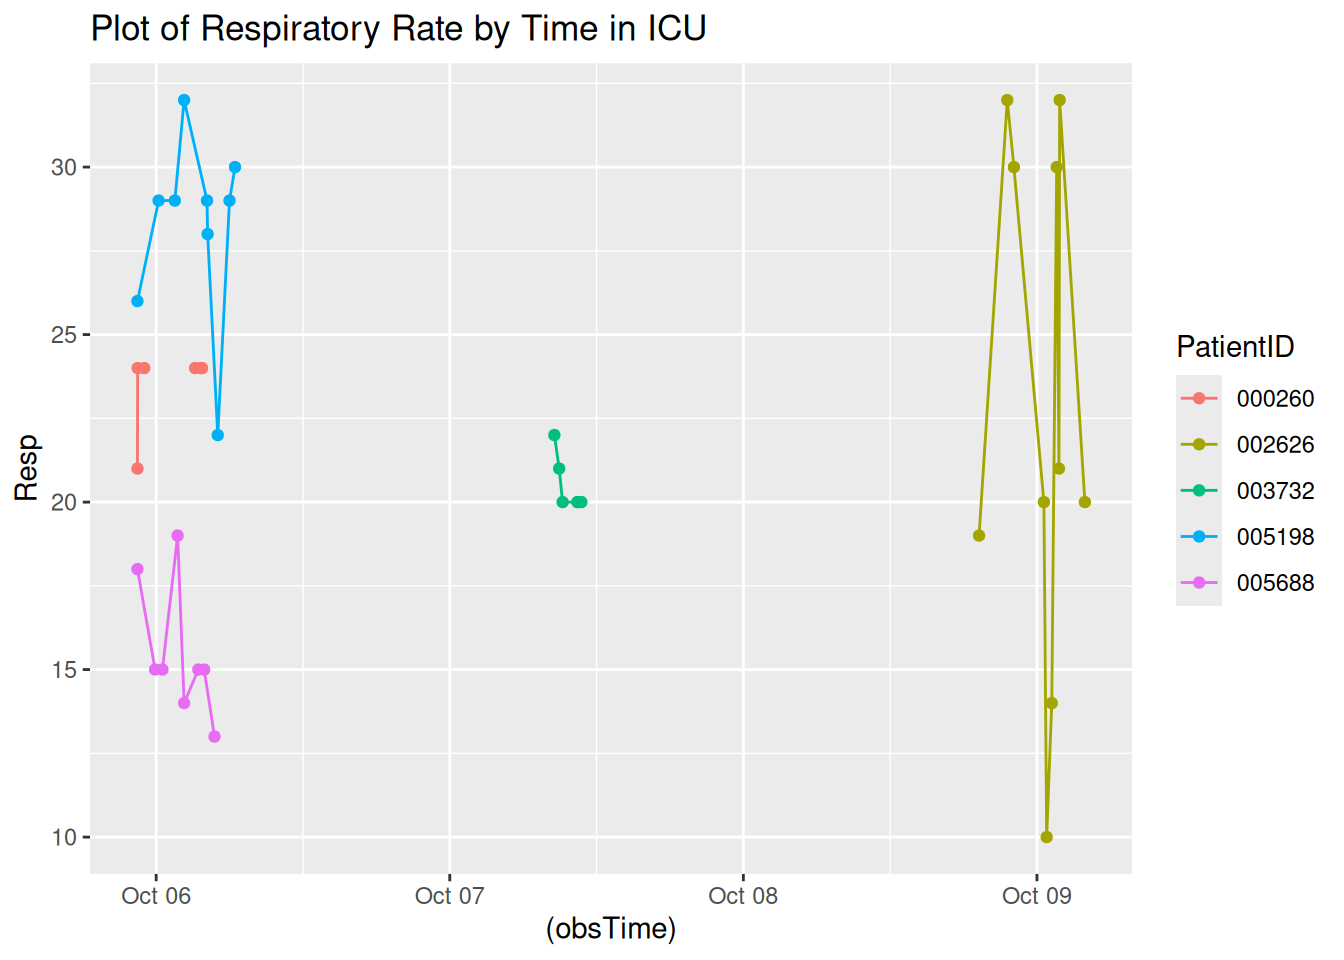 Plot of Respiratory Rate by Time in ICU
Resp
30
25
20
15
10
Oct 06
Oct 07
Oct 08
Oct 09
(obsTime)
PatientID
000260
002626
003732
005198
005688